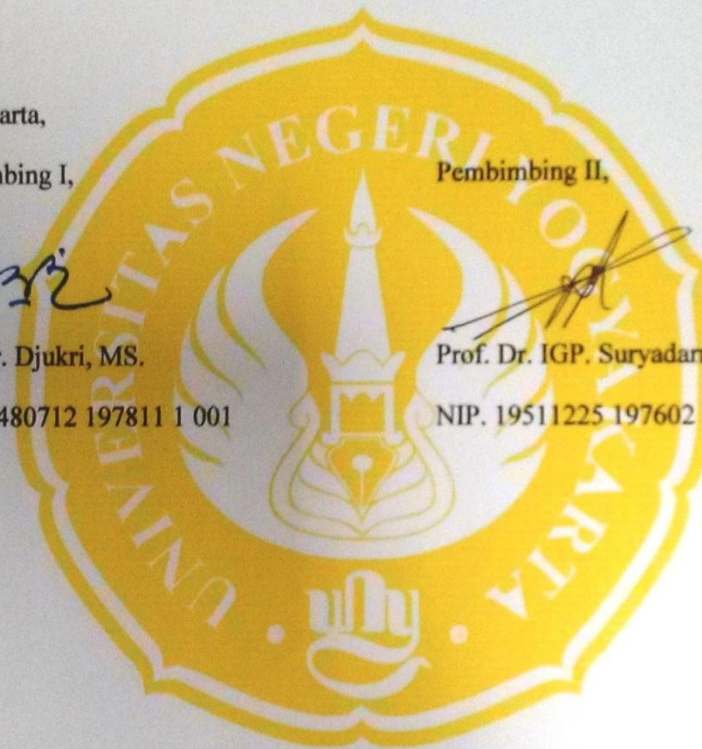 arta,
bing I,
Pembimbing II,
. Djukri, MS.
Prof. Dr. IGP. Suryadar
480712 197811 1 001
NIP. 19511225 197602
UNIVERSITAS NEGERI YOGYAKARTA
uny